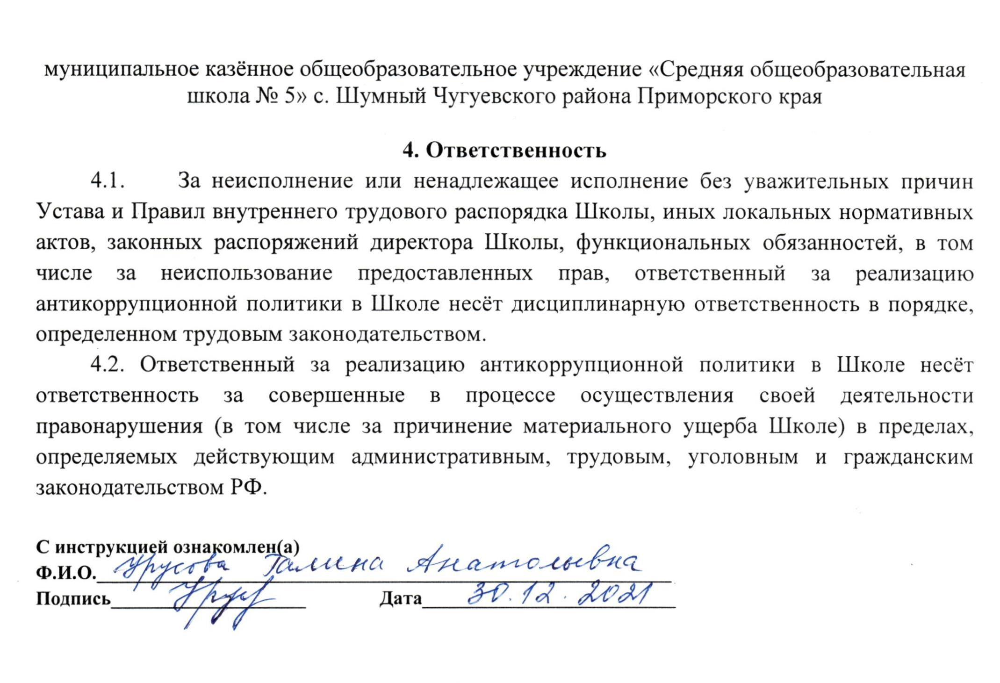 муниципальное казённое общеобразовательное учреждение «Средняя общеобразовательная
школа № 5» с. Шумный Чугуевского района Приморского края
4. Ответственность
4.1. За неисполнение или ненадлежащее исполнение без уважительных причин
Устава и Правил внутреннего трудового распорядка Школы, иных локальных нормативных
актов, законных распоряжений директора Школы, функциональных обязанностей, в том
числе за неиспользование предоставленных прав, ответственный за реализацию
антикоррупционной политики в Школе несёт дисциплинарную ответственность в порядке,
определенном трудовым законодательством.
4.2. Ответственный за реализацию антикоррупционной политики в Школе несёт
ответственность за совершенные в процессе осуществления своей деятельности
правонарушения (в том числе за причинение материального ущерба Школе) в пределах,
определяемых действующим административным, трудовым, уголовным и гражданским
законодательством РФ.
С инструкцией ознакомлен(а)
Ф.И.О. Урусова Галина Анатольевна
Подпись Дата 30.12.2021